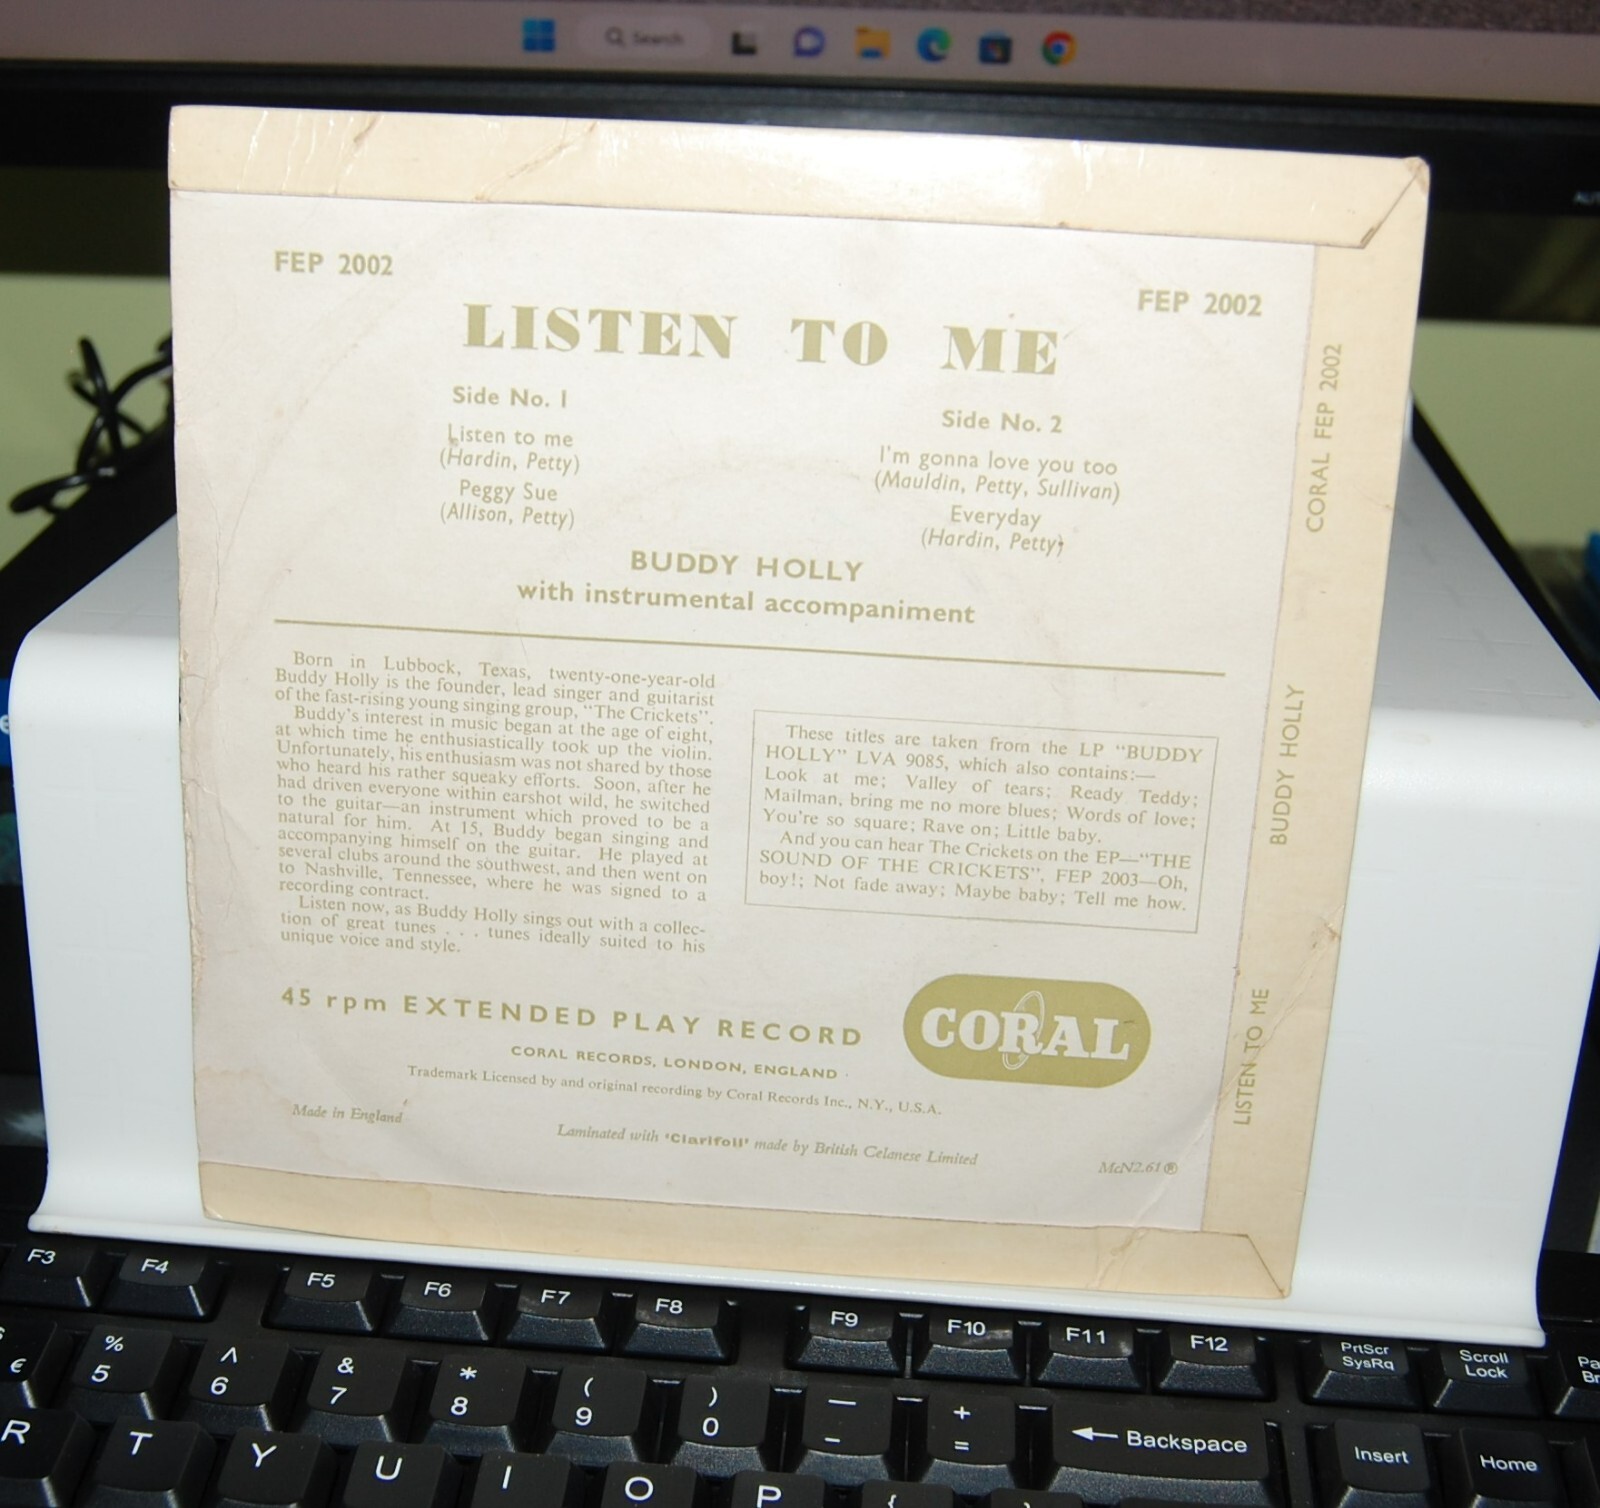 Search
FEP 2002
FEP 2002
LISTEN TO ME
Side No. 1
Listen to me
(Hardin, Petty)
Peggy Sue
(Allison, Petty)
Side No. 2
I'm gonna love you too
(Mauldin, Petty, Sullivan)
Everyday
(Hardin, Petty)
BUDDY HOLLY
with instrumental accompaniment
Born in Lubbock, Texas, twenty-one-year-old
Buddy Holly is the founder, lead singer and guitarist
of the fast-rising young singing group, "The Crickets".
Buddy's interest in music began at the age of eight,
at which time he enthusiastically took up the violin.
Unfortunately, his enthusiasm was not shared by those
who heard his rather squeaky efforts. Soon, after he
had driven everyone within earshot wild, he switched
to the guitar—an instrument which proved to be a
natural for him. At 15, Buddy began singing and
accompanying himself on the guitar. He played at
several clubs around the southwest, and then went on
to Nashville, Tennessee, where he was signed to a
recording contract.
Listen now, as Buddy Holly sings out with a collec-
tion of great tunes . . . tunes ideally suited to his
unique voice and style.
These titles are taken from the LP "BUDDY
HOLLY" LVA 9085, which also contains:—
Look at me; Valley of tears; Ready Teddy;
Mailman, bring me no more blues; Words of love;
You're so square; Rave on; Little baby.
And you can hear The Crickets on the EP—"THE
SOUND OF THE CRICKETS", FEP 2003—Oh,
boy!; Not fade away; Maybe baby; Tell me how.
45 rpm EXTENDED PLAY RECORD
CORAL
CORAL RECORDS, LONDON, ENGLAND
Trademark Licensed by and original recording by Coral Records Inc., N.Y., U.S.A.
Made in England
Laminated with 'Clarifoil' made by British Celanese Limited
McN2.61®
LISTEN TO ME
BUDDY HOLLY
CORAL FEP 2002
F3 F4 F5 F6 F7 F8 F9 F10 F11 F12
PrtScr
SysRq
Scroll
Lock
€
% 5
^ 6
& 7
* 8
( 9
) 0
— -
+ =
Backspace
Insert
Home
R T Y U I O P {